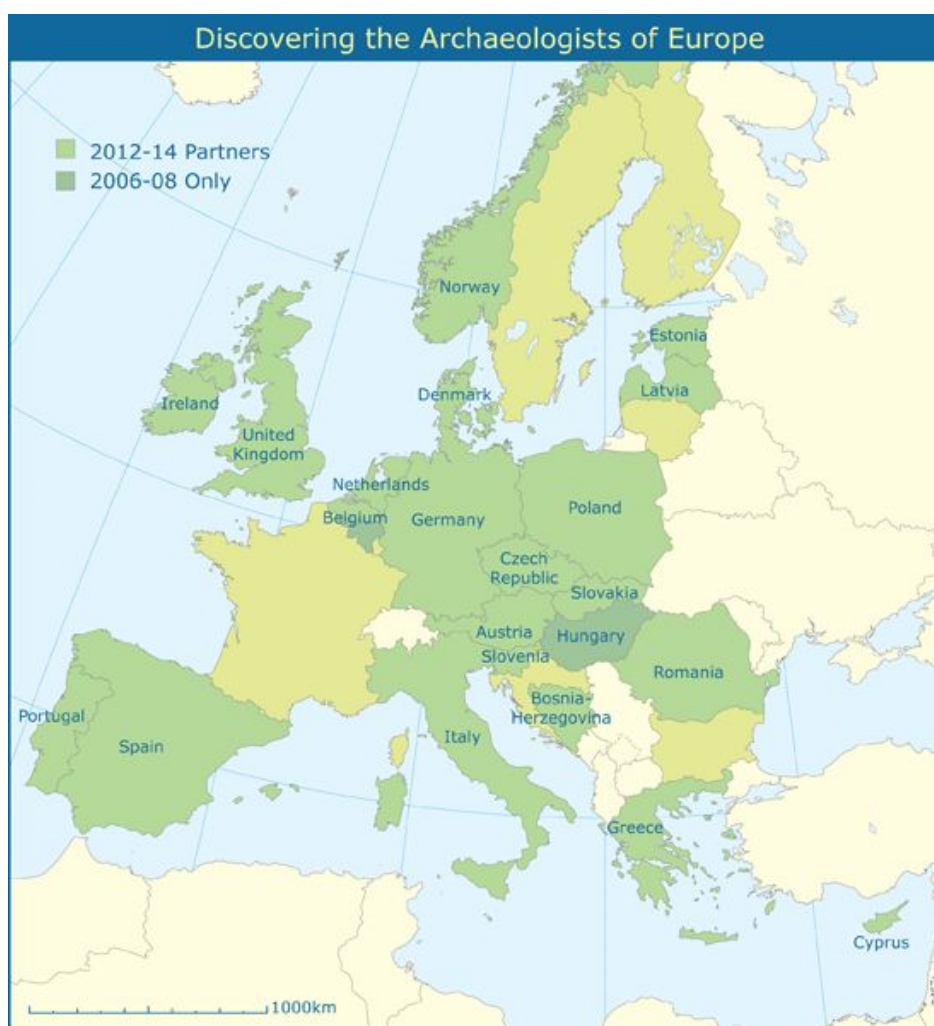 Discovering the Archaeologists of Europe
2012-14 Partners
2006-08 Only
Norway
Estonia
Latvia
Denmark
Ireland
United
Kingdom
Netherlands
Belgium
Germany
Poland
Czech
Republic
Slovakia
Austria
Hungary
Slovenia
Romania
Bosnia-
Herzegovina
Portugal
Spain
Italy
Greece
Cyprus
1000km